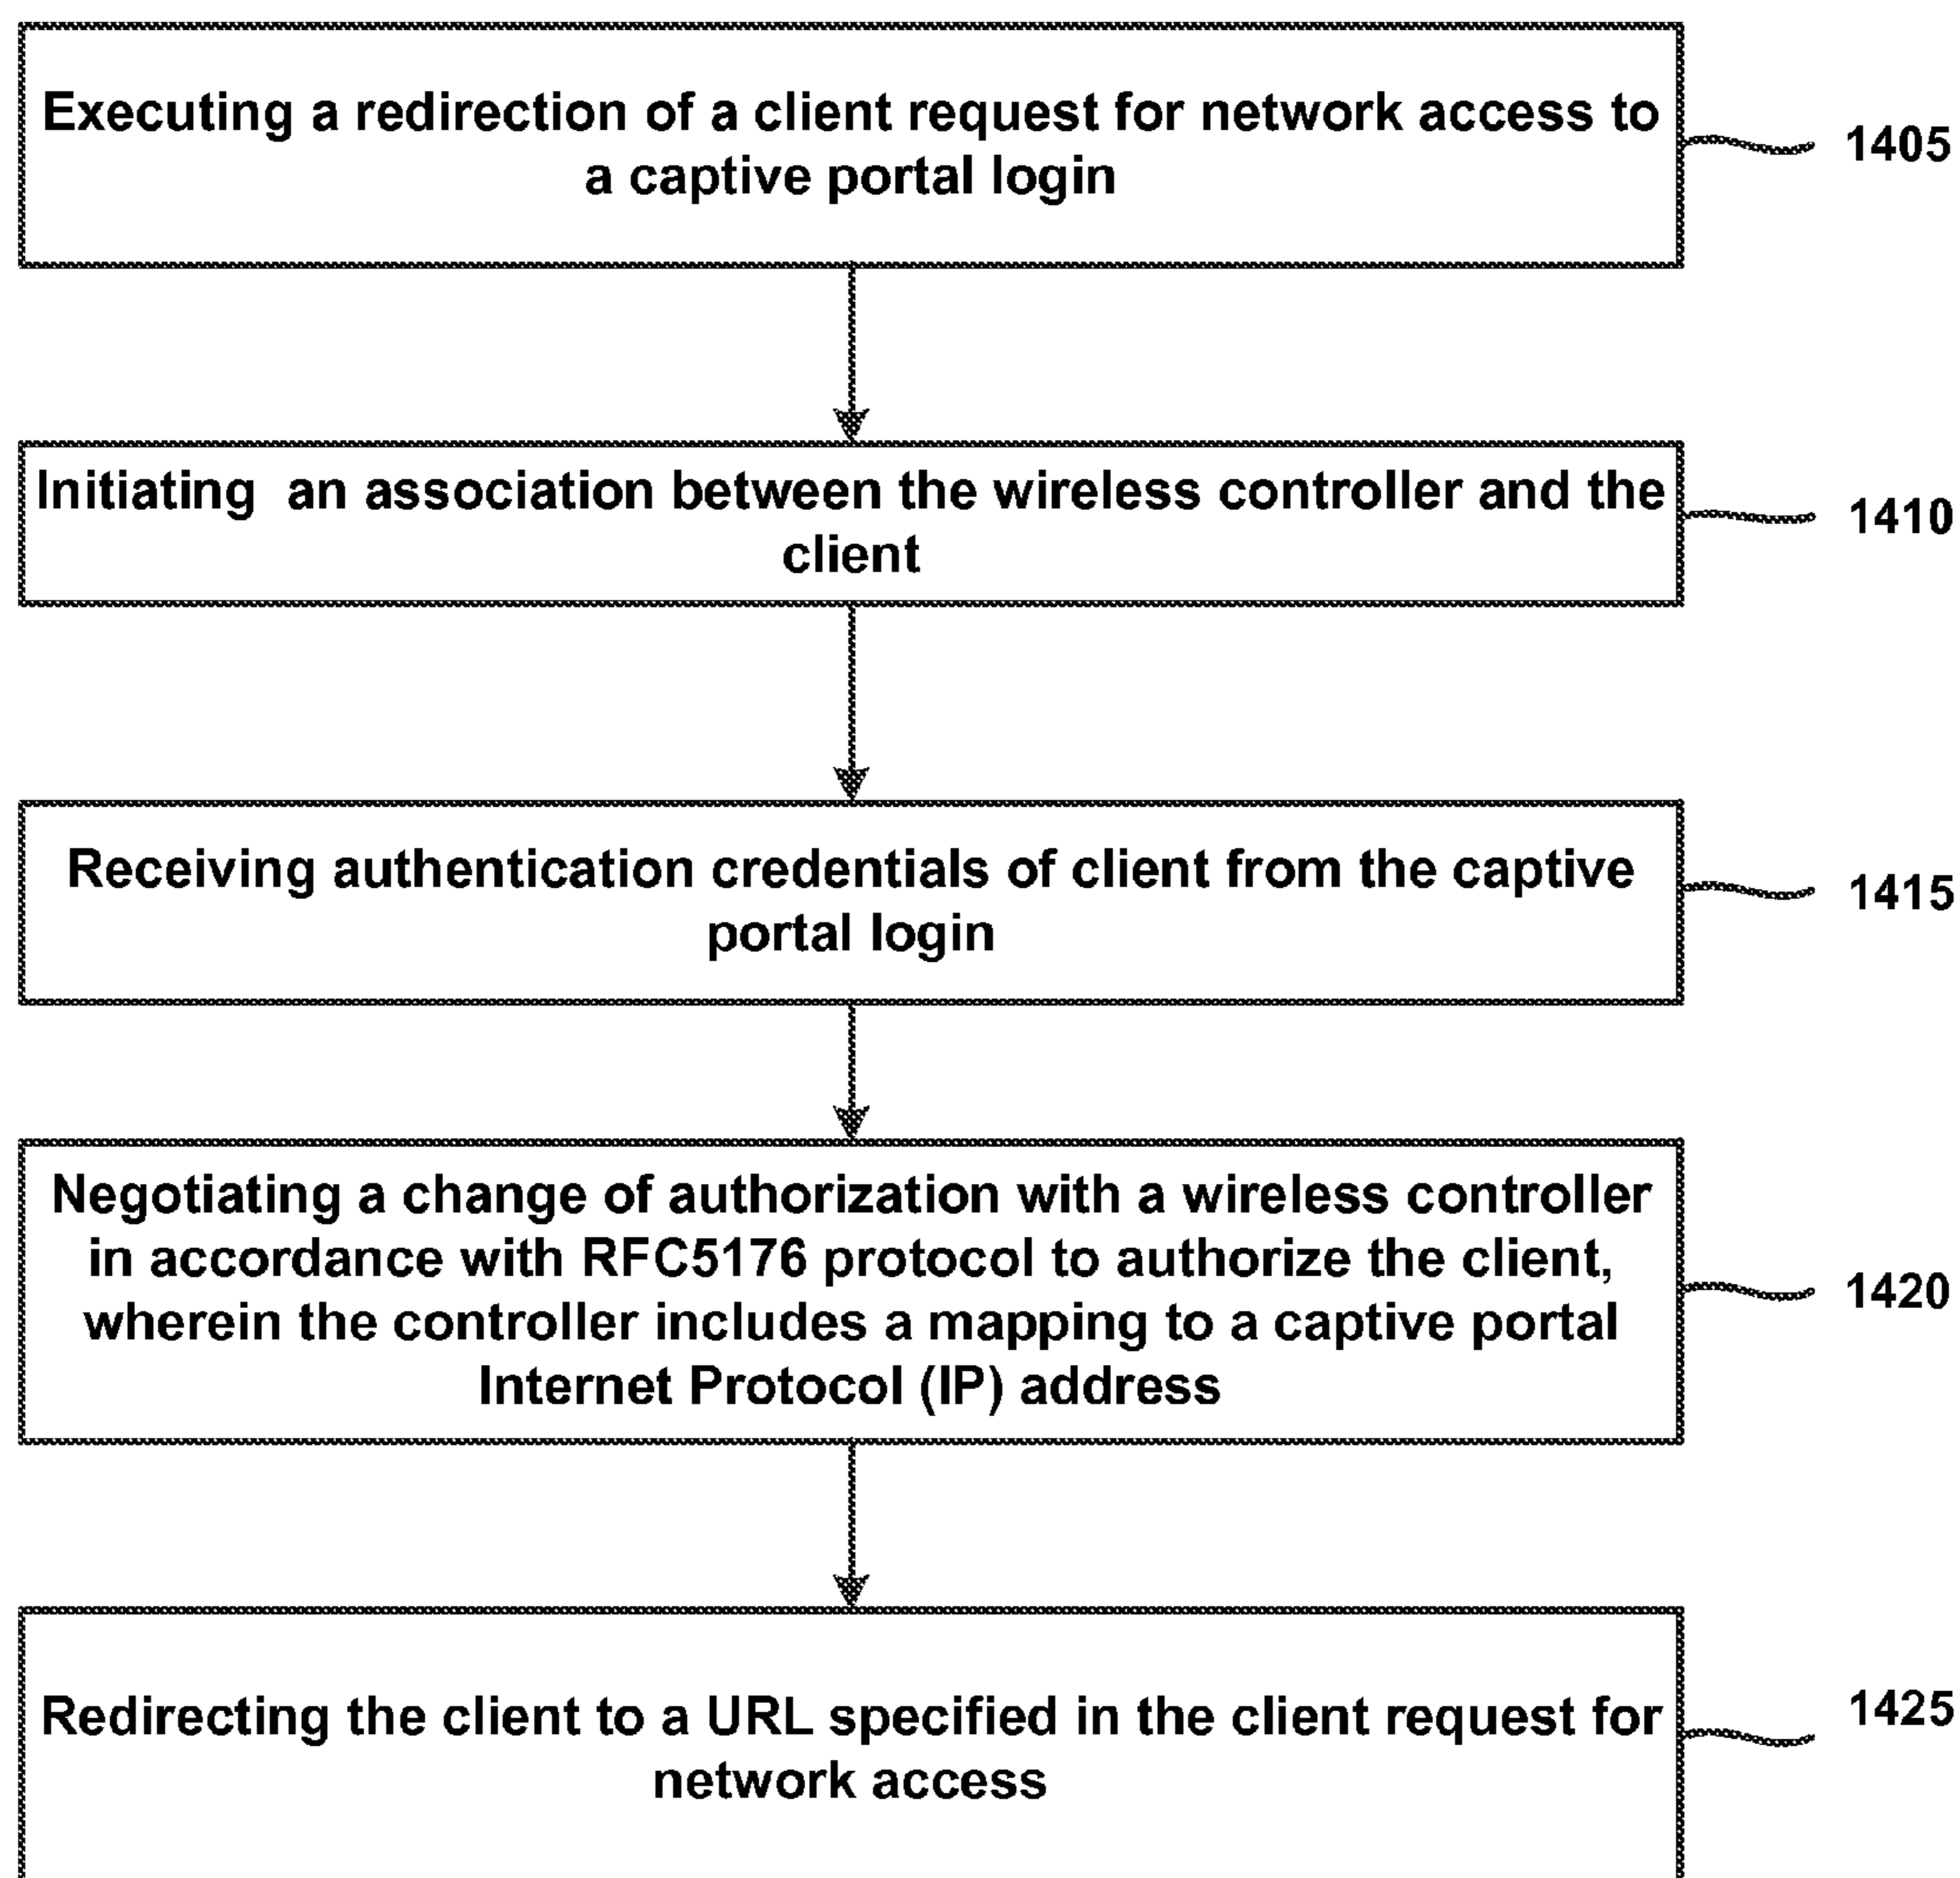 Executing a redirection of a client request for network access to
a captive portal login
1405
Initiating an association between the wireless controller and the
client
1410
Receiving authentication credentials of client from the captive
portal login
1415
Negotiating a change of authorization with a wireless controller
in accordance with RFC5176 protocol to authorize the client,
wherein the controller includes a mapping to a captive portal
Internet Protocol (IP) address
1420
Redirecting the client to a URL specified in the client request for
network access
1425